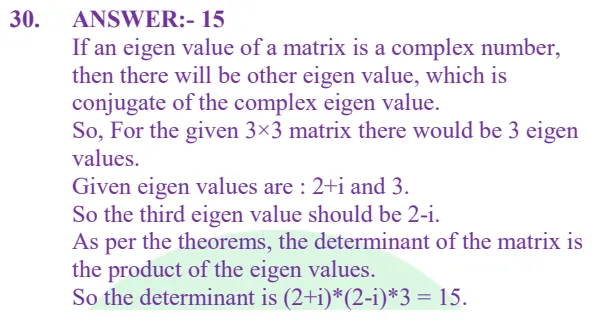 30. ANSWER:- 15
If an eigen value of a matrix is a complex number,
then there will be other eigen value, which is
conjugate of the complex eigen value.
So, For the given 3×3 matrix there would be 3 eigen
values.
Given eigen values are : 2+i and 3.
So the third eigen value should be 2-i.
As per the theorems, the determinant of the matrix is
the product of the eigen values.
So the determinant is (2+i)*(2-i)*3 = 15.